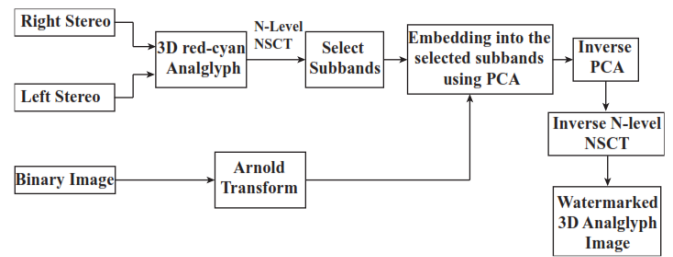 Right Stereo
Left Stereo
3D red-cyan
Analglyph
N-Level
NSCT
Select
Subbands
Embedding into the
selected subbands
using PCA
Inverse
PCA
Inverse N-level
NSCT
Watermarked
3D Analglyph
Image
Binary Image
Arnold
Transform